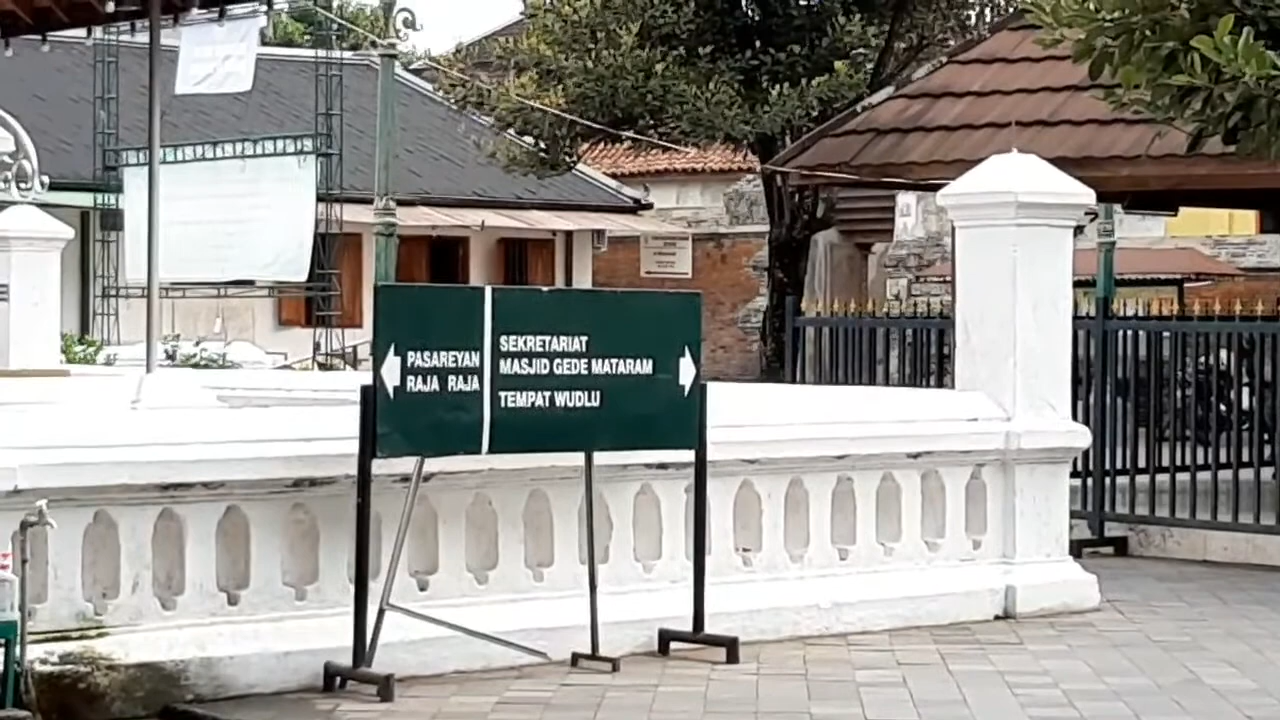 PASAREYAN
RAJA RAJA
SEKRETARIAT
MASJID GEDE MATARAM
TEMPAT WUDLU